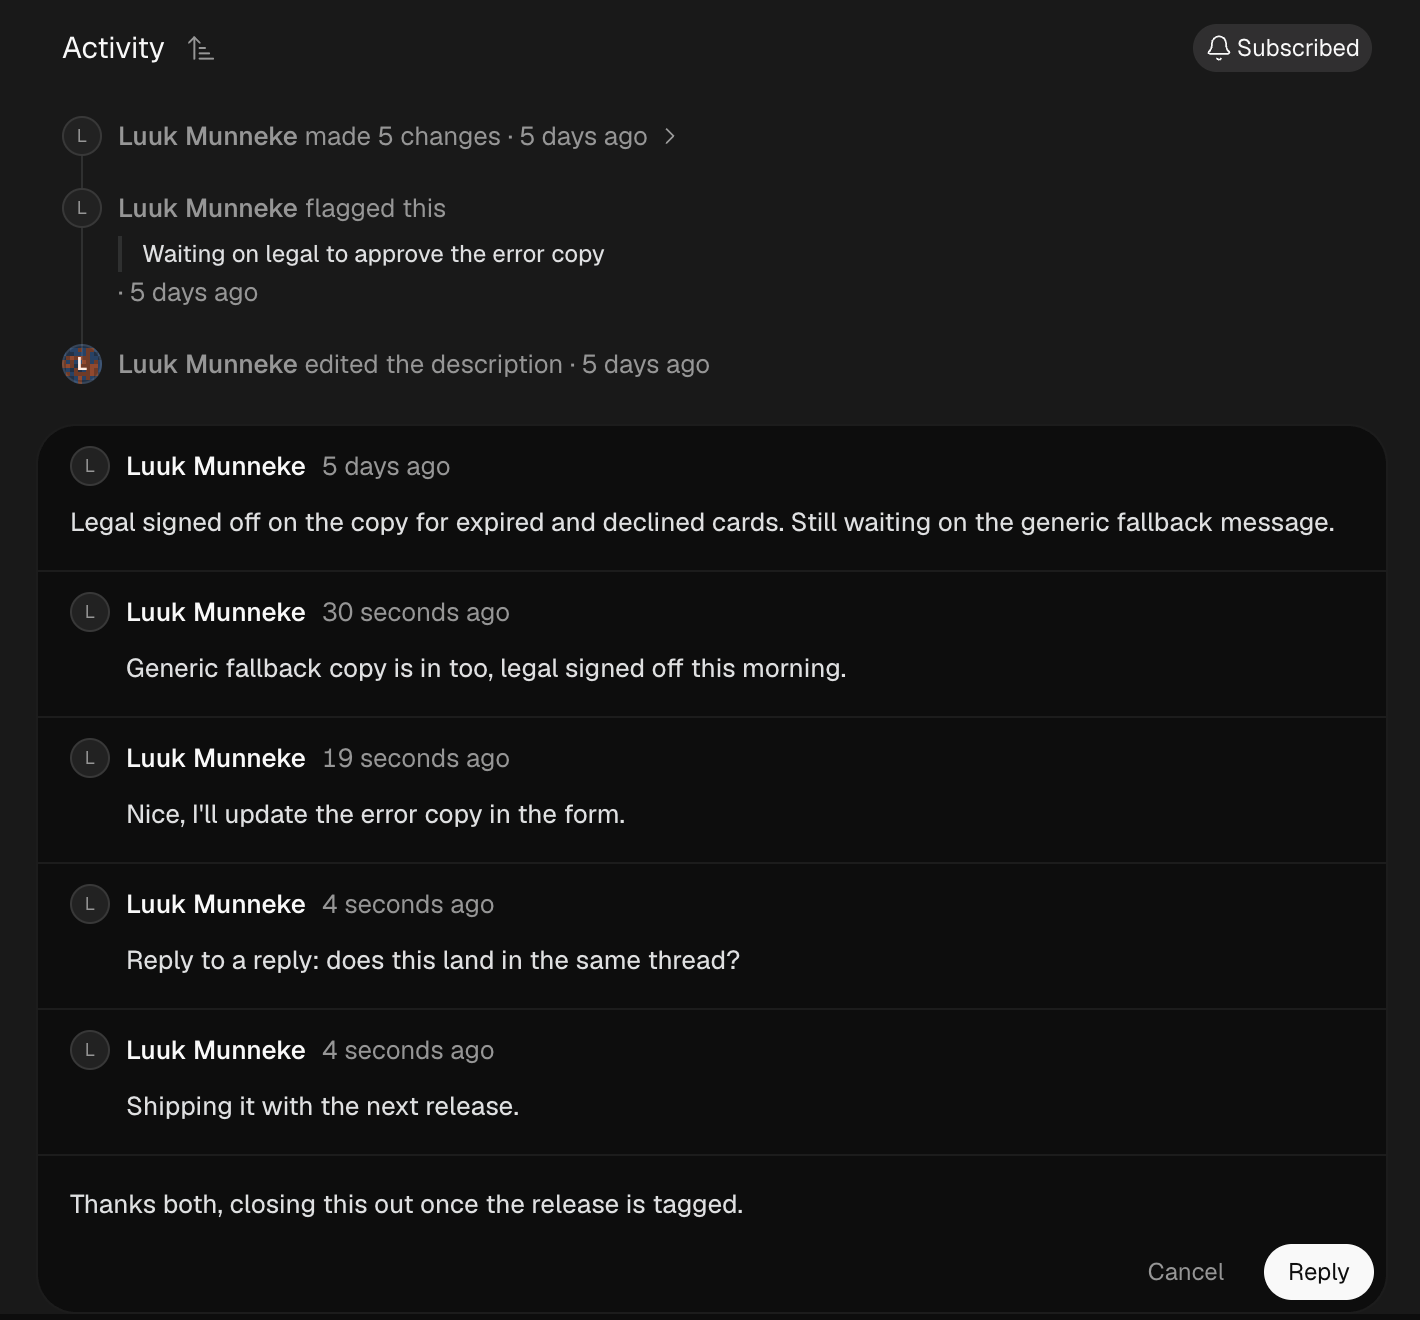 Activity
Subscribed
L
Luuk Munneke made 5 changes · 5 days ago
L
Luuk Munneke flagged this
Waiting on legal to approve the error copy
· 5 days ago
L
Luuk Munneke edited the description · 5 days ago
L
Luuk Munneke 5 days ago
Legal signed off on the copy for expired and declined cards. Still waiting on the generic fallback message.
L
Luuk Munneke 30 seconds ago
Generic fallback copy is in too, legal signed off this morning.
L
Luuk Munneke 19 seconds ago
Nice, I'll update the error copy in the form.
L
Luuk Munneke 4 seconds ago
Reply to a reply: does this land in the same thread?
L
Luuk Munneke 4 seconds ago
Shipping it with the next release.
Thanks both, closing this out once the release is tagged.
Cancel
Reply